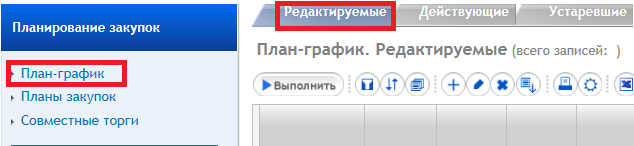 Планирование закупок
План-график
Планы закупок
Совместные торги
Редактируемые Действующие Устаревшие
План-график. Редактируемые (всего записей: )
Выполнить